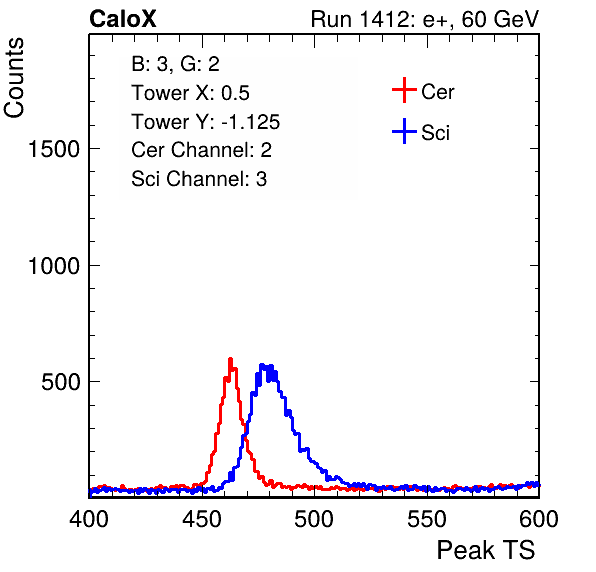 CaloX Run 1412: e+, 60 GeV
B: 3, G: 2
Tower X: 0.5
Tower Y: -1.125
Cer Channel: 2
Sci Channel: 3
Cer
Sci
Counts
1500
1000
500
400 450 500 550 600
Peak TS